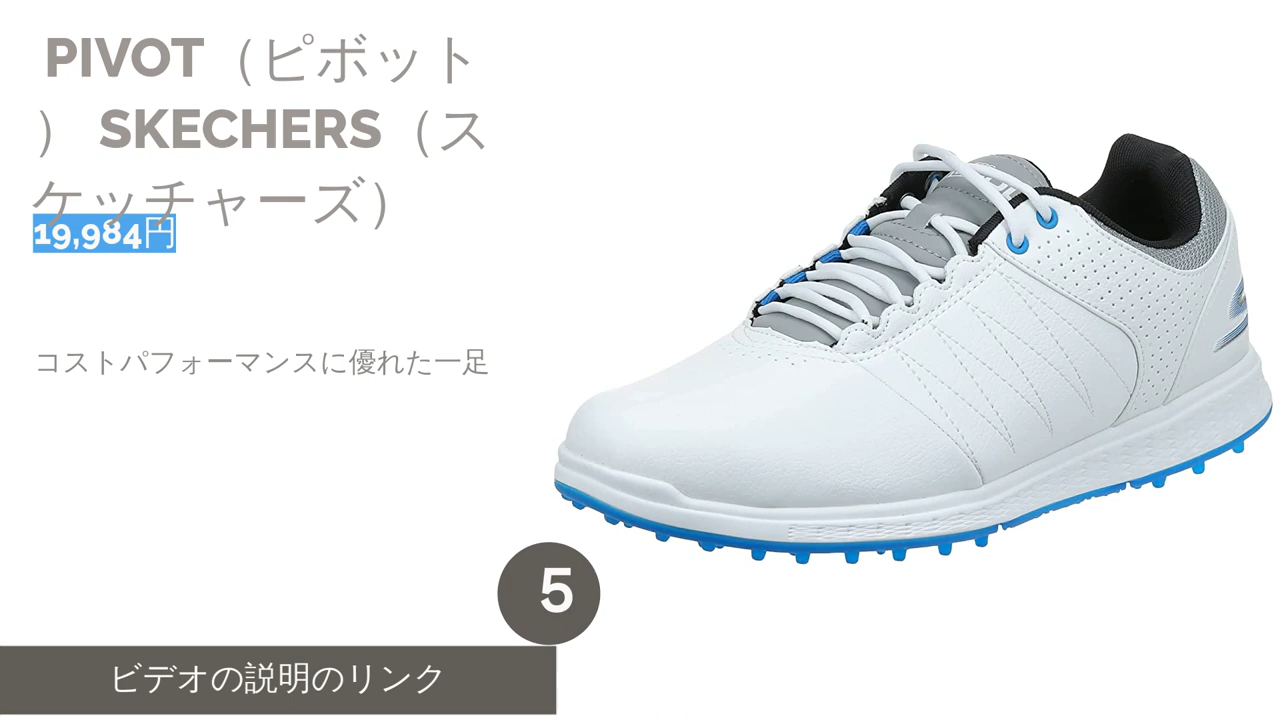 PIVOT（ピボット
） SKECHERS（ス
ケッチャーズ）
19,984円
コストパフォーマンスに優れた一足
5
ビデオの説明のリンク